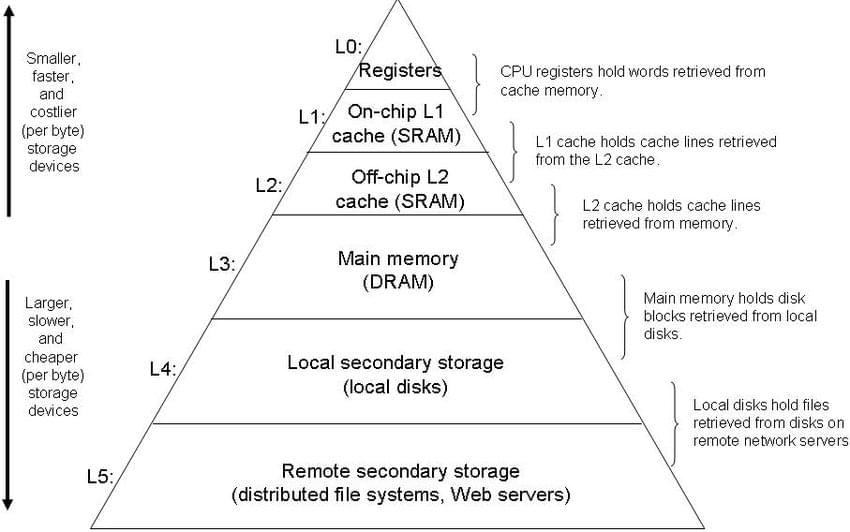 Smaller,
faster,
and
costlier
(per byte)
storage
devices
Larger,
slower,
and
cheaper
(per byte)
storage
devices
L0:
Registers
L1:
On-chip L1
cache (SRAM)
L2:
Off-chip L2
cache (SRAM)
L3:
Main memory
(DRAM)
L4:
Local secondary storage
(local disks)
L5:
Remote secondary storage
(distributed file systems, Web servers)
CPU registers hold words retrieved from
cache memory.
L1 cache holds cache lines retrieved
from the L2 cache.
L2 cache holds cache lines
retrieved from memory.
Main memory holds disk
blocks retrieved from local
disks.
Local disks hold files
retrieved from disks on
remote network servers